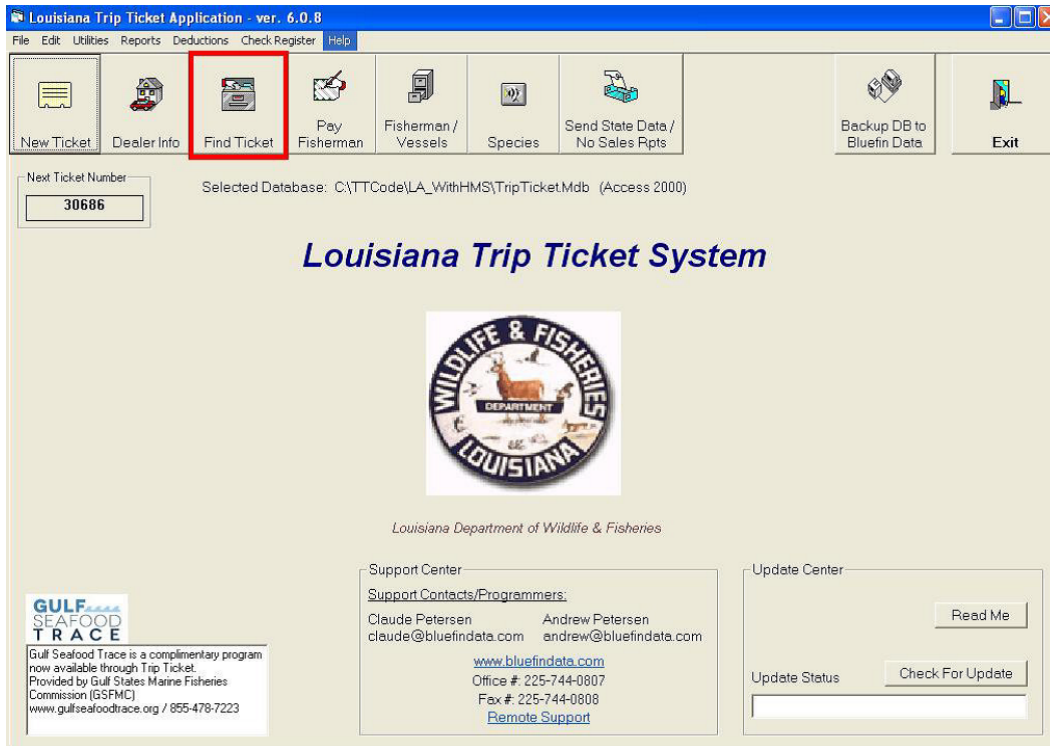 Louisiana Trip Ticket Application - ver. 6.0.8
File Edit Utilities Reports Deductions Check Register Help
New Ticket
Dealer Info
Find Ticket
Pay
Fisherman
Fisherman /
Vessels
Species
Send State Data /
No Sales Rpts
Backup DB to
Bluefin Data
Exit
Next Ticket Number
30686
Selected Database: C:\TTCode\LA_WithHMS\TripTicket.Mdb (Access 2000)
Louisiana Trip Ticket System
WILDLIFE & FISHERIES
DEPARTMENT
LOUISIANA
Louisiana Department of Wildlife & Fisheries
GULF
SEAFOOD
TRACE
Gulf Seafood Trace is a complimentary program
now available through Trip Ticket.
Provided by Gulf States Marine Fisheries
Commission (GSFMC)
www.gulfseafoodtrace.org / 855-478-7223
Support Center
Support Contacts/Programmers:
Claude Petersen Andrew Petersen
claude@bluefindata.com andrew@bluefindata.com
www.bluefindata.com
Office #: 225-744-0807
Fax #: 225-744-0808
Remote Support
Update Center
Read Me
Update Status
Check For Update